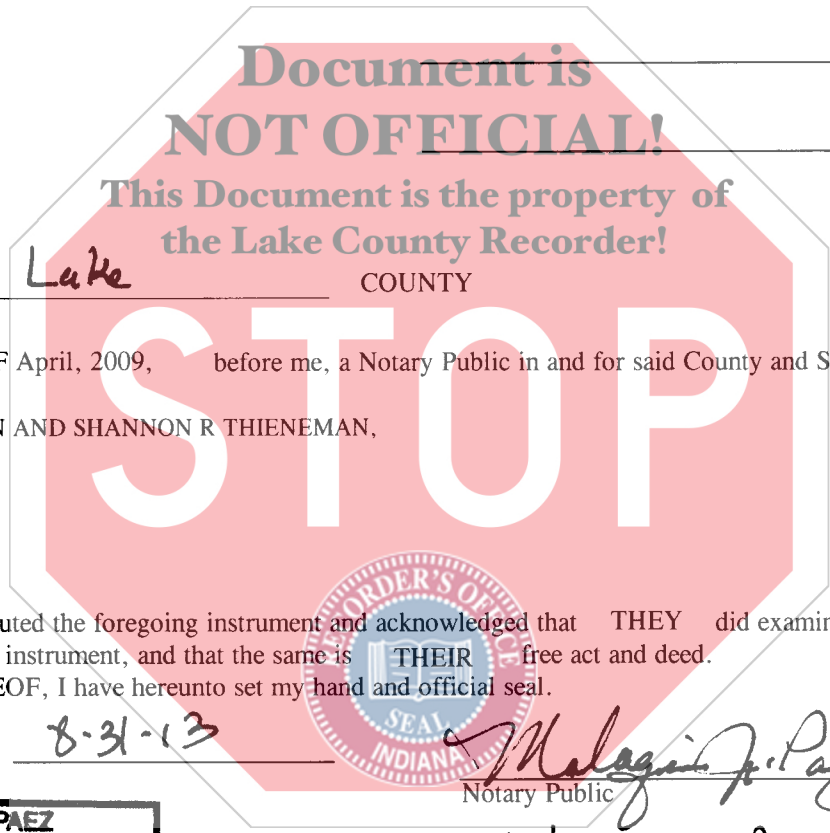 Document is
NOT OFFICIAL!
This Document is the property of
the Lake County Recorder!
Lake COUNTY
F April, 2009, before me, a Notary Public in and for said County and S
N AND SHANNON R THIENEMAN,
STOP
uted the foregoing instrument and acknowledged that THEY did examin
instrument, and that the same is THEIR free act and deed.
EOF, I have hereunto set my hand and official seal.
RECORDER'S OFFICE
SEAL
INDIANA
8-31-13
Notary Public
PAEZ